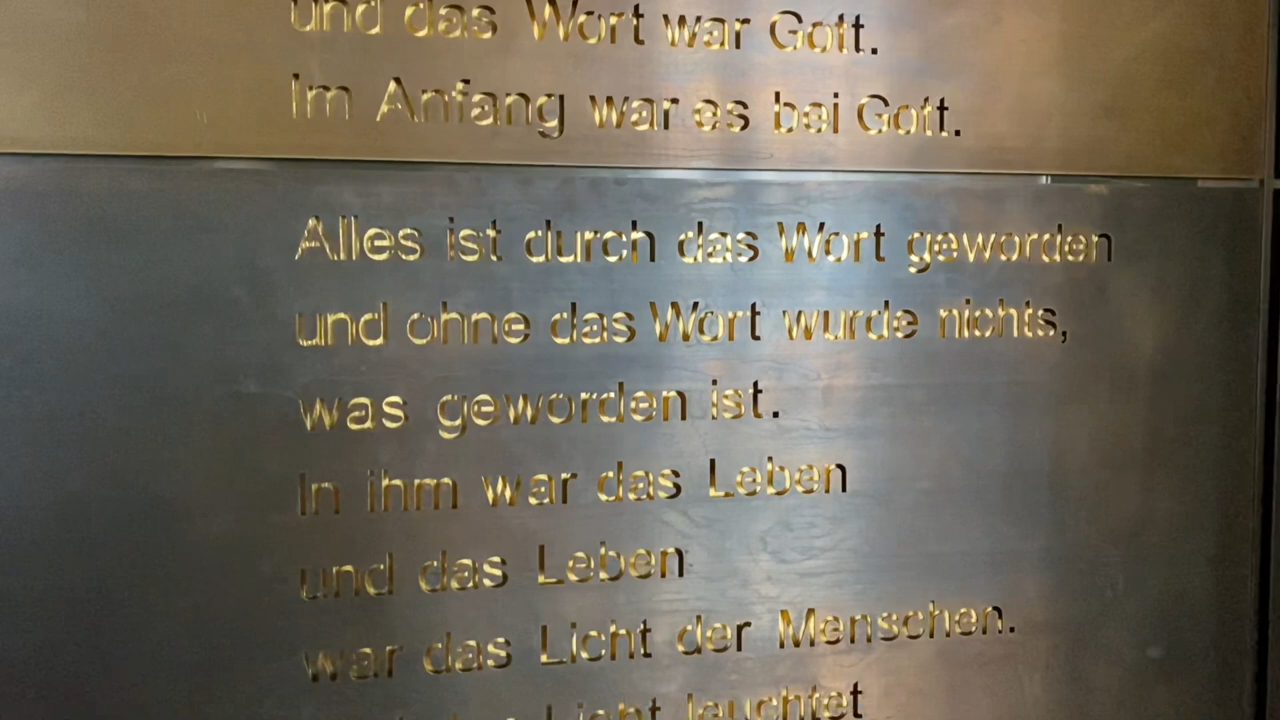 und das Wort war Gott.
Im Anfang war es bei Gott.
Alles ist durch das Wort geworden
und ohne das Wort wurde nichts,
was geworden ist.
In ihm war das Leben
und das Leben
war das Licht der Menschen.
Licht leuchtet